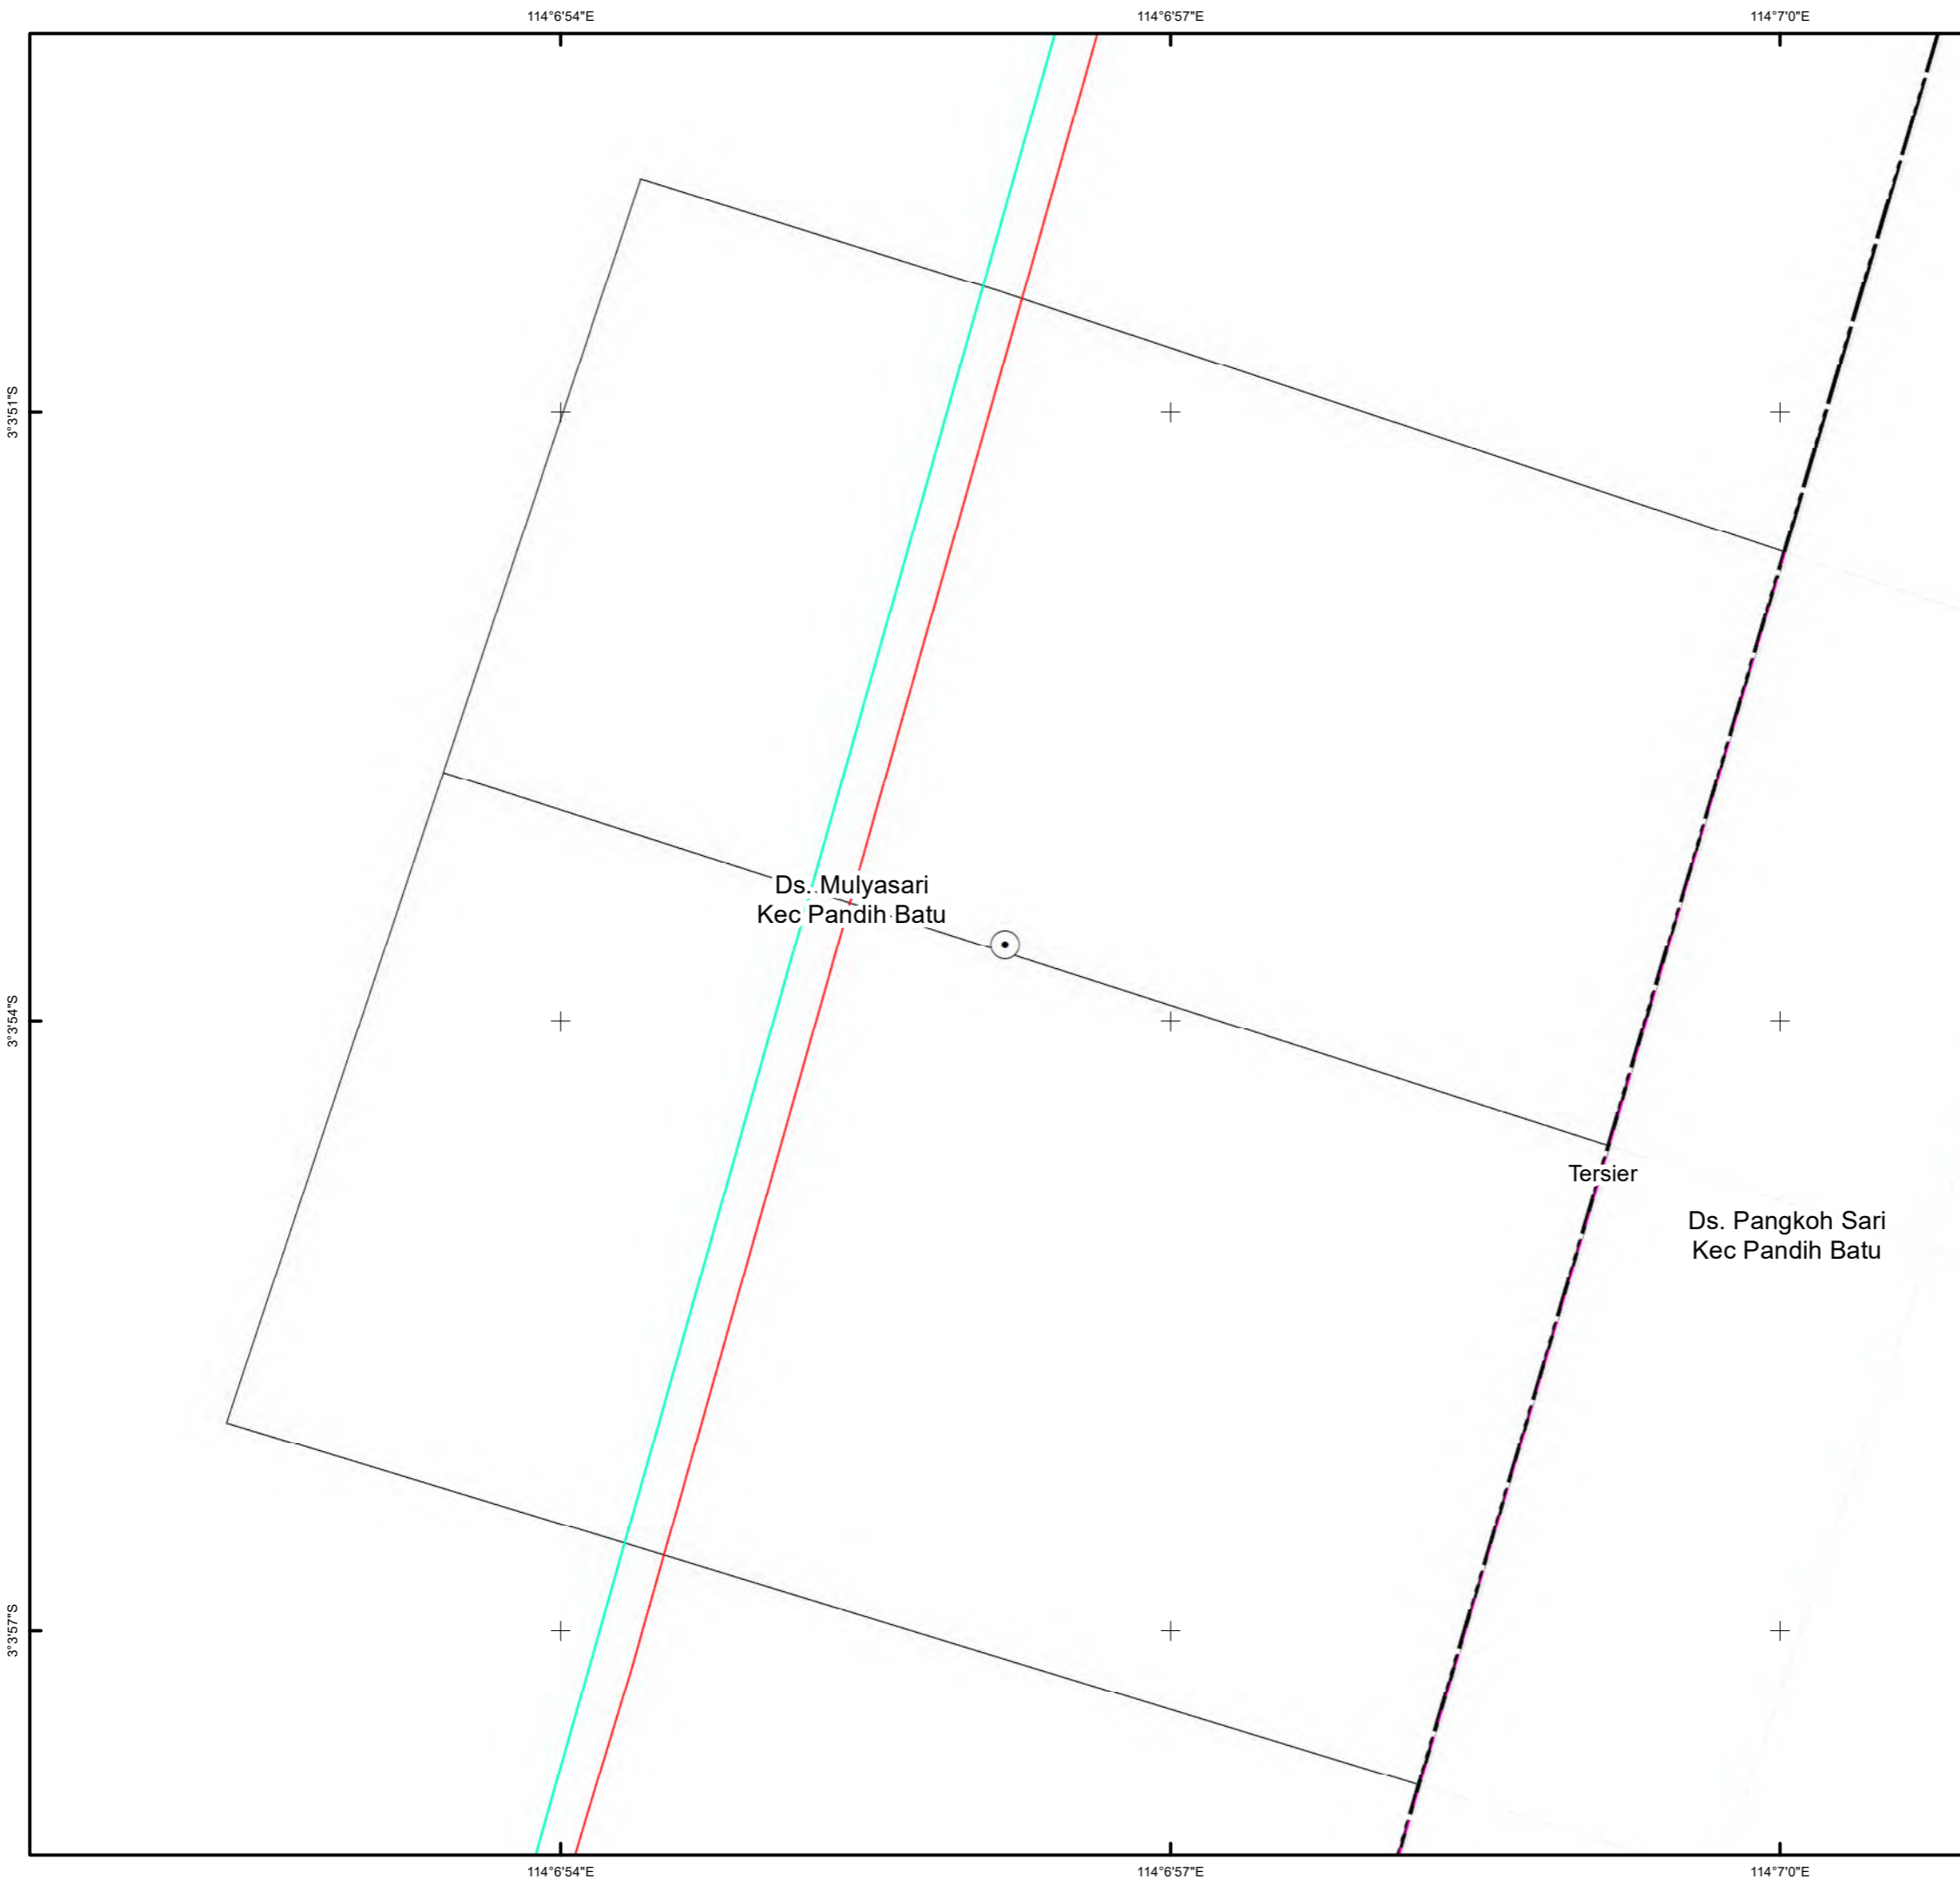 114°6'54"E
114°6'57"E
114°7'0"E
3°3'51"S
Ds. Mulyasari
Kec Pandih Batu
3°3'54"S
Tersier
Ds. Pangkoh Sari
Kec Pandih Batu
3°3'57"S
114°6'54"E
114°6'57"E
114°7'0"E